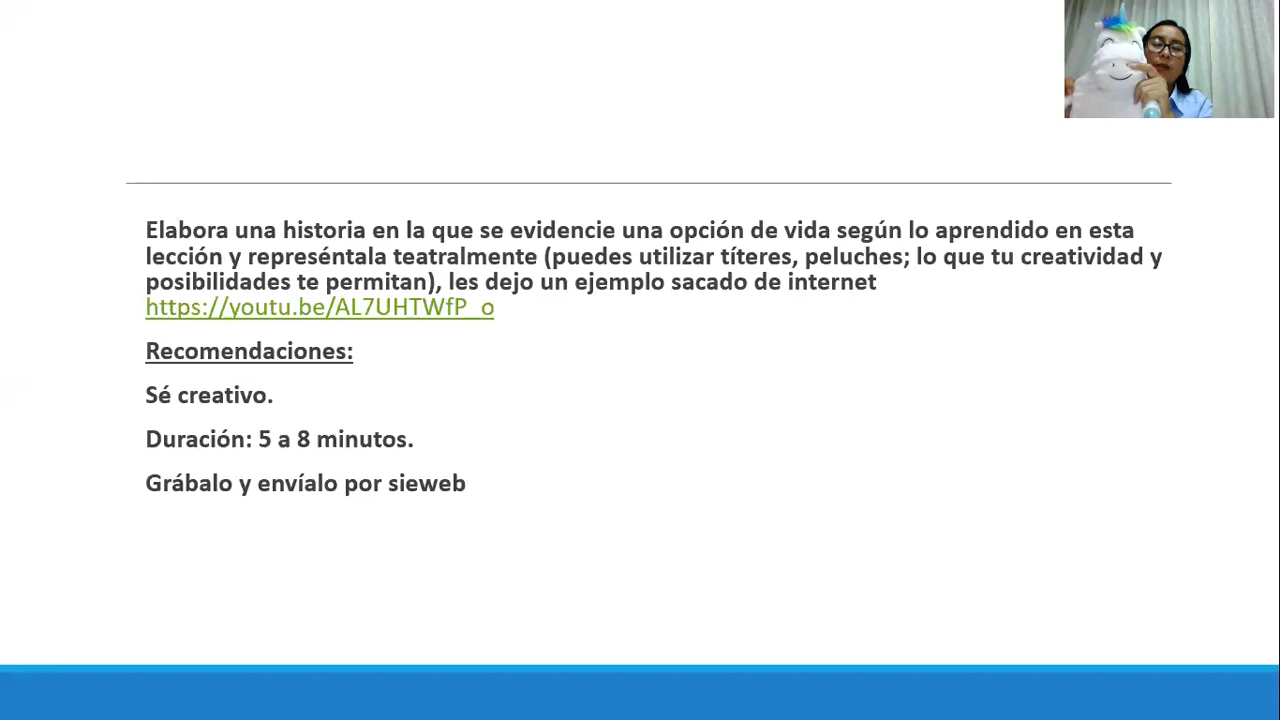 Elabora una historia en la que se evidencie una opción de vida según lo aprendido en esta
lección y represéntala teatralmente (puedes utilizar títeres, peluches; lo que tu creatividad y
posibilidades te permitan), les dejo un ejemplo sacado de internet
https://youtu.be/AL7UHTWfP_o
Recomendaciones:
Sé creativo.
Duración: 5 a 8 minutos.
Grábalo y envíalo por sieweb